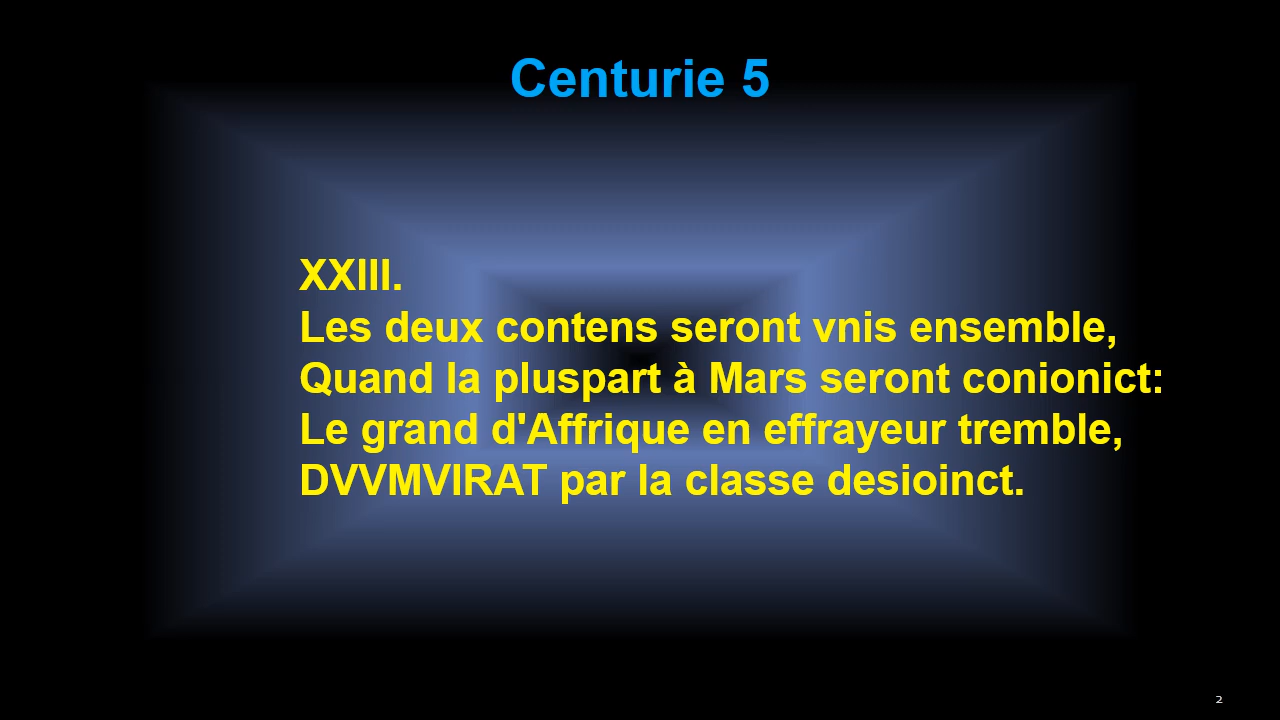 Centurie 5
XXIII.
Les deux contens seront vnis ensemble,
Quand la pluspart à Mars seront conionict:
Le grand d'Affrique en effrayeur tremble,
DVVMVIRAT par la classe desioinct.
2